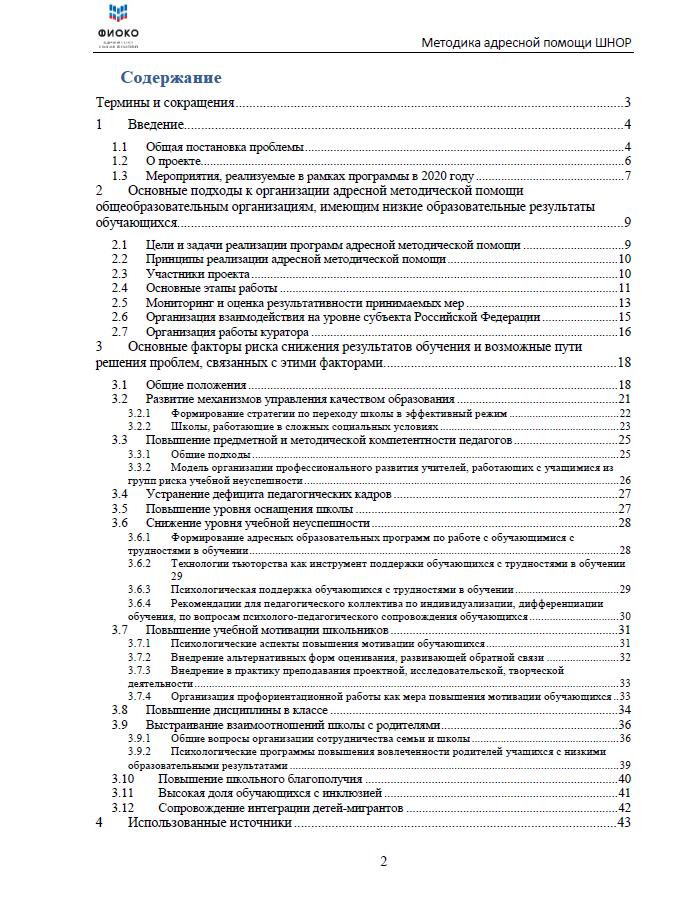 ФИОКО
Методика адресной помощи ШНОР
Содержание
Термины и сокращения 3
1 Введение 4
1.1 Общая постановка проблемы 4
1.2 О проекте 6
1.3 Мероприятия, реализуемые в рамках программы в 2020 году 7
2 Основные подходы к организации адресной методической помощи
общеобразовательным организациям, имеющим низкие образовательные результаты
обучающихся 9
2.1 Цели и задачи реализации программ адресной методической помощи 9
2.2 Принципы реализации адресной методической помощи 10
2.3 Участники проекта 10
2.4 Основные этапы работы 11
2.5 Мониторинг и оценка результативности принимаемых мер 13
2.6 Организация взаимодействия на уровне субъекта Российской Федерации 15
2.7 Организация работы куратора 16
3 Основные факторы риска снижения результатов обучения и возможные пути
решения проблем, связанных с этими факторами 18
3.1 Общие положения 18
3.2 Развитие механизмов управления качеством образования 21
3.2.1 Формирование стратегии по переходу школы в эффективный режим 22
3.2.2 Школы, работающие в сложных социальных условиях 23
3.3 Повышение предметной и методической компетентности педагогов 25
3.3.1 Общие подходы 25
3.3.2 Модель организации профессионального развития учителей, работающих с учащимися из
групп риска учебной неуспешности 26
3.4 Устранение дефицита педагогических кадров 27
3.5 Повышение уровня оснащения школы 27
3.6 Снижение уровня учебной неуспешности 28
3.6.1 Формирование адресных образовательных программ по работе с обучающимися с
трудностями в обучении 28
3.6.2 Технологии тьюторства как инструмент поддержки обучающихся с трудностями в обучении
29
3.6.3 Психологическая поддержка обучающихся с трудностями в обучении 29
3.6.4 Рекомендации для педагогического коллектива по индивидуализации, дифференциации
обучения, по вопросам психолого-педагогического сопровождения обучающихся 30
3.7 Повышение учебной мотивации школьников 31
3.7.1 Психологические аспекты повышения мотивации обучающихся 31
3.7.2 Внедрение альтернативных форм оценивания, развивающей обратной связи 32
3.7.3 Внедрение в практику преподавания проектной, исследовательской, творческой
деятельности 33
3.7.4 Организация профориентационной работы как мера повышения мотивации обучающихся 33
3.8 Повышение дисциплины в классе 34
3.9 Выстраивание взаимоотношений школы с родителями 36
3.9.1 Общие вопросы организации сотрудничества семьи и школы 36
3.9.2 Психологические программы повышения вовлеченности родителей учащихся с низкими
образовательными результатами 39
3.10 Повышение школьного благополучия 40
3.11 Высокая доля обучающихся с инклюзией 41
3.12 Сопровождение интеграции детей-мигрантов 42
4 Использованные источники 43
2